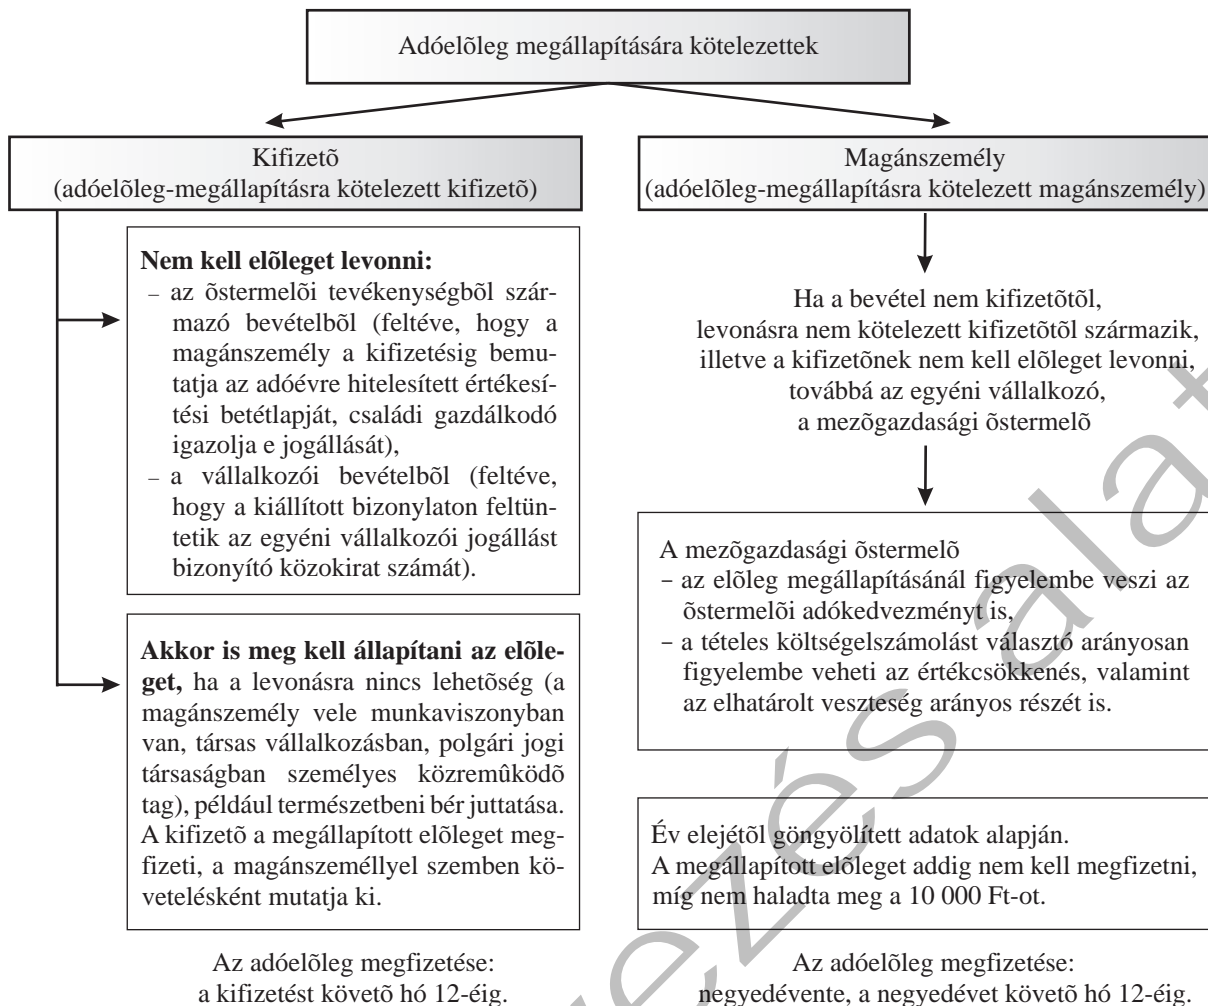 Adóelõleg megállapítására kötelezettek
Kifizetõ
(adóelõleg-megállapításra kötelezett kifizetõ)
Nem kell elõleget levonni:
– az õstermelõi tevékenységbõl szár-
mazó bevételbõl (feltéve, hogy a
magánszemély a kifizetésig bemu-
tatja az adóévre hitelesített értékesí-
tési betétlapját, családi gazdálkodó
igazolja e jogállását),
– a vállalkozói bevételbõl (feltéve,
hogy a kiállított bizonylaton feltün-
tetik az egyéni vállalkozói jogállást
bizonyító közokirat számát).
Akkor is meg kell állapítani az elõle-
get, ha a levonásra nincs lehetõség (a
magánszemély vele munkaviszonyban
van, társas vállalkozásban, polgári jogi
társaságban személyes közremûködõ
tag), például természetbeni bér juttatása.
A kifizetõ a megállapított elõleget meg-
fizeti, a magánszeméllyel szemben kö-
vetelésként mutatja ki.
Az adóelõleg megfizetése:
a kifizetést követõ hó 12-éig.
Magánszemély
(adóelõleg-megállapításra kötelezett magánszemély)
Ha a bevétel nem kifizetõtõl,
levonásra nem kötelezett kifizetõtõl származik,
illetve a kifizetõnek nem kell elõleget levonni,
továbbá az egyéni vállalkozó,
a mezõgazdasági õstermelõ
A mezõgazdasági õstermelõ
– az elõleg megállapításánál figyelembe veszi az
õstermelõi adókedvezményt is,
– a tételes költségelszámolást választó arányosan
figyelembe veheti az értékcsökkenés, valamint
az elhatárolt veszteség arányos részét is.
Év elejétõl göngyölített adatok alapján.
A megállapított elõleget addig nem kell megfizetni,
míg nem haladta meg a 10 000 Ft-ot.
Az adóelõleg megfizetése:
negyedévente, a negyedévet követõ hó 12-éig.
ezés alat